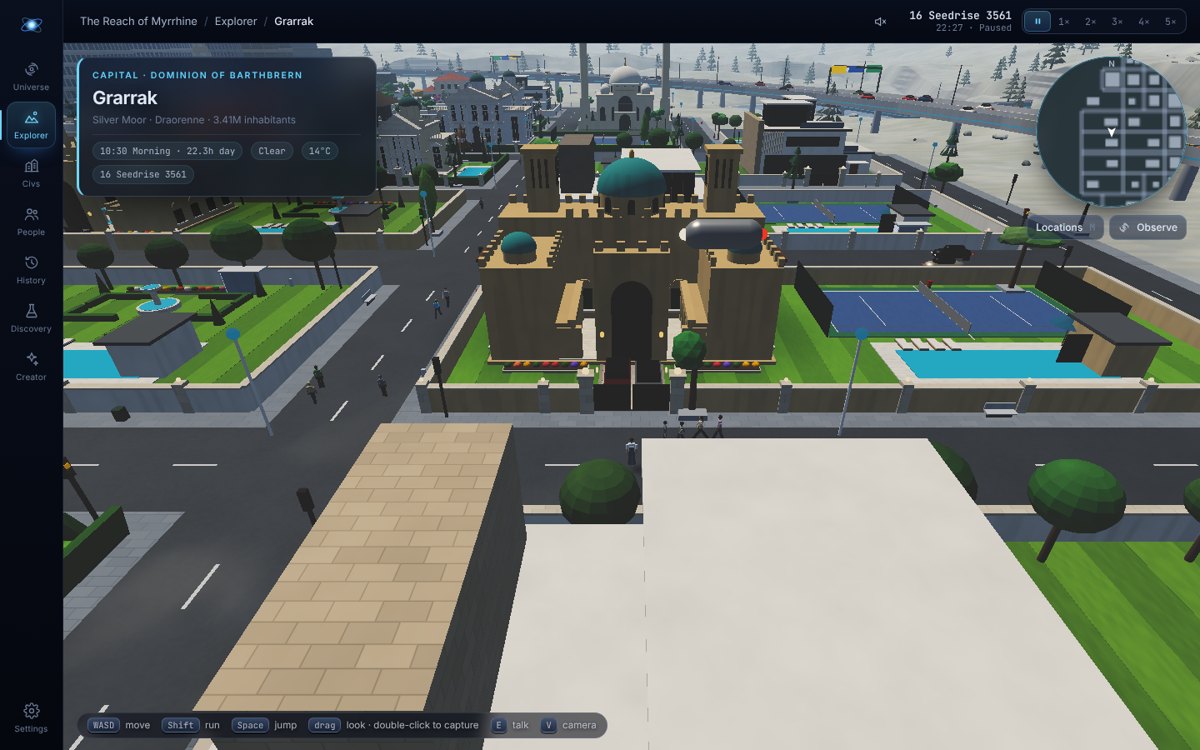 The Reach of Myrrhine / Explorer / Grarrak
16 Seedrise 3561
22:27 · Paused
1×
2×
3×
4×
5×
Universe
Explorer
Civs
People
History
Discovery
Creator
Settings
CAPITAL · DOMINION OF BARTHBRERN
Grarrak
Silver Moor · Draorenne · 3.41M inhabitants
10:30 Morning · 22.3h day
Clear
14°C
16 Seedrise 3561
N
Locations
Observe
WASD move Shift run Space jump drag look · double-click to capture E talk V camera